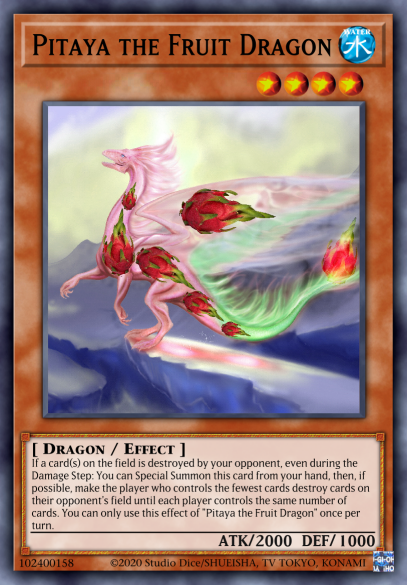 PITAYA THE FRUIT DRAGON
WATER
水
[ DRAGON / EFFECT ]
If a card(s) on the field is destroyed by your opponent, even during the
Damage Step: You can Special Summon this card from your hand, then, if
possible, make the player who controls the fewest cards destroy cards on
their opponent's field until each player controls the same number of
cards. You can only use this effect of "Pitaya the Fruit Dragon" once per
turn.
ATK/2000 DEF/1000
102400158 ©2020 Studio Dice/SHUEISHA, TV TOKYO, KONAMI